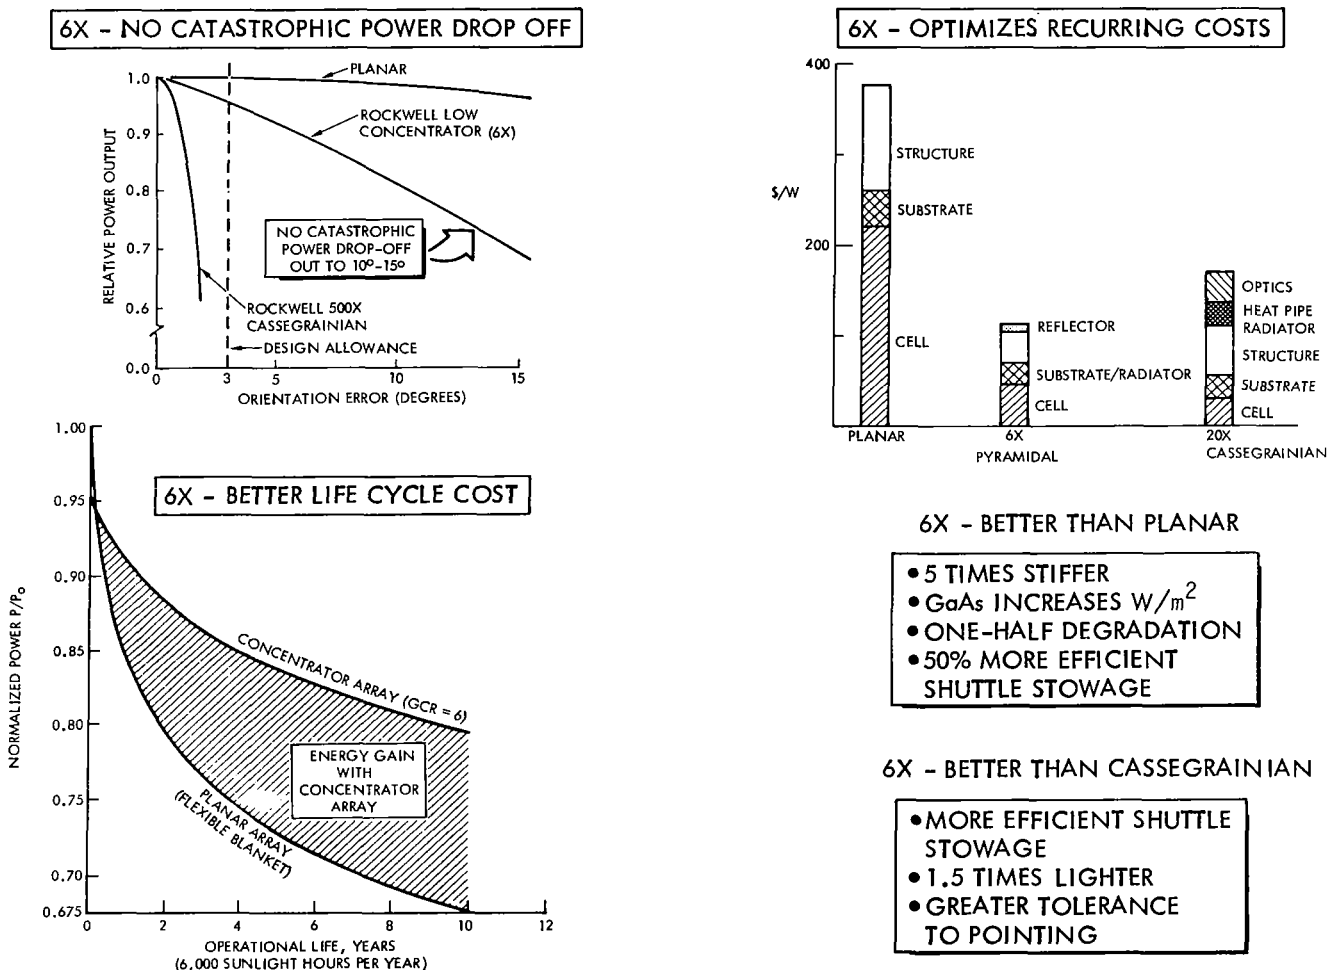 6X - NO CATASTROPHIC POWER DROP OFF
1.0
0.9
0.8
0.7
0.6
0.0
RELATIVE POWER OUTPUT
PLANAR
ROCKWELL LOW
CONCENTRATOR (6X)
NO CATASTROPHIC
POWER DROP-OFF
OUT TO 10°-15°
ROCKWELL 500X
CASSEGRAINIAN
DESIGN ALLOWANCE
0 3 5 10 15
ORIENTATION ERROR (DEGREES)
6X - OPTIMIZES RECURRING COSTS
400
$/W
200
STRUCTURE
SUBSTRATE
CELL
REFLECTOR
SUBSTRATE/RADIATOR
CELL
OPTICS
HEAT PIPE
RADIATOR
STRUCTURE
SUBSTRATE
CELL
PLANAR
6X
PYRAMIDAL
20X
CASSEGRAINIAN
6X - BETTER LIFE CYCLE COST
1.00
0.95
0.90
0.85
0.80
0.75
0.70
0.675
NORMALIZED POWER P/Po
CONCENTRATOR ARRAY (GCR = 6)
ENERGY GAIN
WITH
CONCENTRATOR
ARRAY
PLANAR ARRAY
(FLEXIBLE BLANKET)
0 2 4 6 8 10 12
OPERATIONAL LIFE, YEARS
(6,000 SUNLIGHT HOURS PER YEAR)
6X - BETTER THAN PLANAR
• 5 TIMES STIFFER
• GaAs INCREASES W/m²
• ONE-HALF DEGRADATION
• 50% MORE EFFICIENT
SHUTTLE STOWAGE
6X - BETTER THAN CASSEGRAINIAN
• MORE EFFICIENT SHUTTLE
STOWAGE
• 1.5 TIMES LIGHTER
• GREATER TOLERANCE
TO POINTING